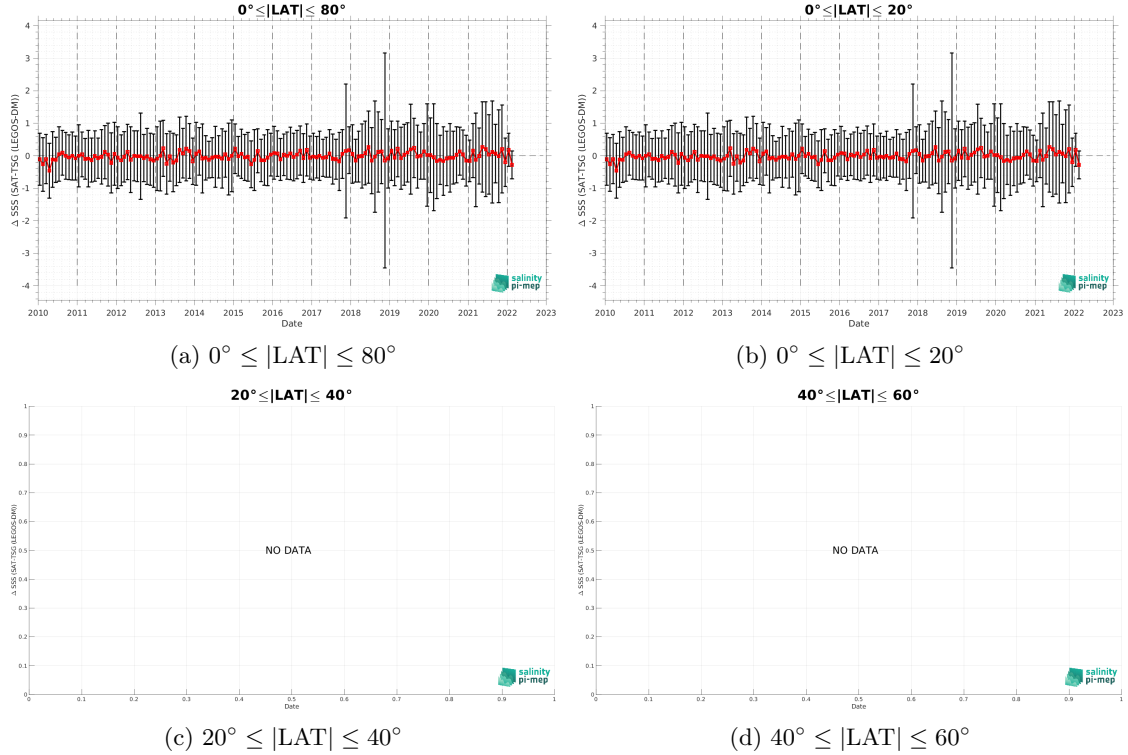 0°≤|LAT|≤ 80°
4
3
2
1
0
-1
-2
-3
-4
Δ SSS (SAT-TSG (LEGOS-DM))
2010 2011 2012 2013 2014 2015 2016 2017 2018 2019 2020 2021 2022 2023
Date
salinity
pi-mep
(a) 0° ≤ |LAT| ≤ 80°
0°≤|LAT|≤ 20°
4
3
2
1
0
-1
-2
-3
-4
Δ SSS (SAT-TSG (LEGOS-DM))
2010 2011 2012 2013 2014 2015 2016 2017 2018 2019 2020 2021 2022 2023
Date
salinity
pi-mep
(b) 0° ≤ |LAT| ≤ 20°
20°≤|LAT|≤ 40°
1
0.9
0.8
0.7
0.6
0.5
0.4
0.3
0.2
0.1
0
Δ SSS (SAT-TSG (LEGOS-DM))
NO DATA
0 0.1 0.2 0.3 0.4 0.5 0.6 0.7 0.8 0.9 1
Date
salinity
pi-mep
(c) 20° ≤ |LAT| ≤ 40°
40°≤|LAT|≤ 60°
1
0.9
0.8
0.7
0.6
0.5
0.4
0.3
0.2
0.1
0
Δ SSS (SAT-TSG (LEGOS-DM))
NO DATA
0 0.1 0.2 0.3 0.4 0.5 0.6 0.7 0.8 0.9 1
Date
salinity
pi-mep
(d) 40° ≤ |LAT| ≤ 60°